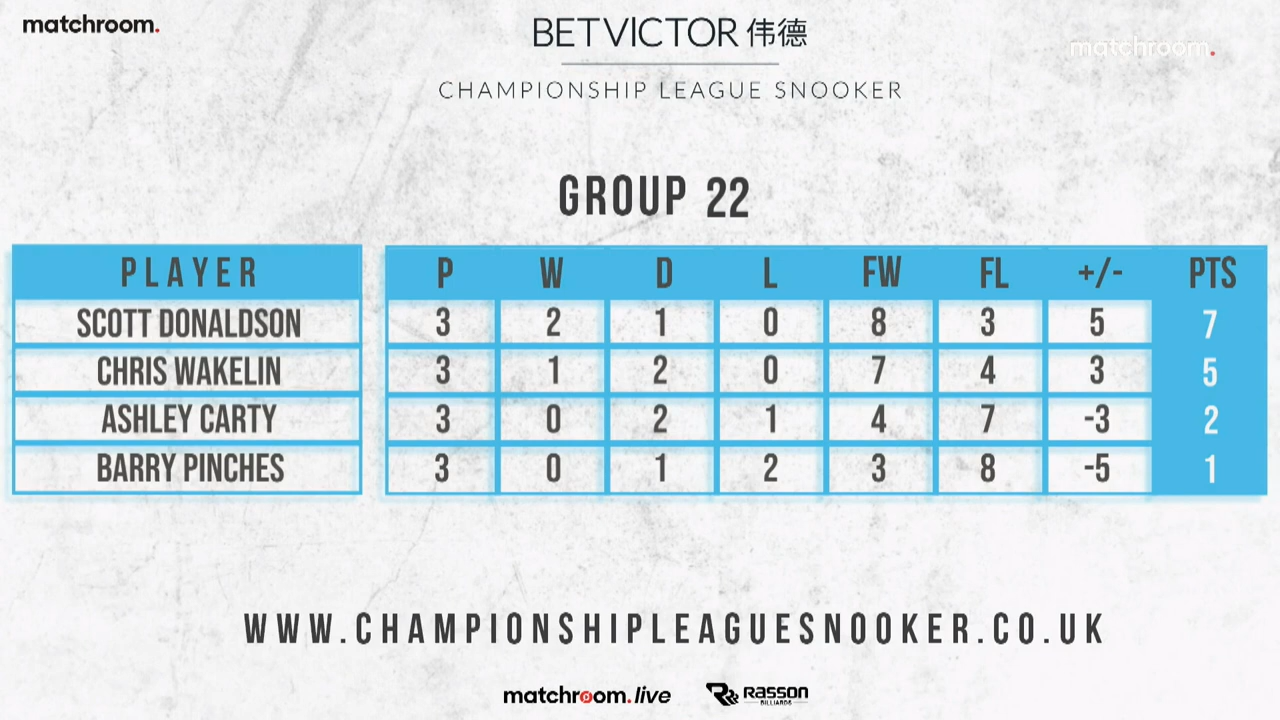 matchroom.
BETVICTOR 伟德
matchroom.
CHAMPIONSHIP LEAGUE SNOOKER
GROUP 22
PLAYER P W D L FW FL +/- PTS
SCOTT DONALDSON 3 2 1 0 8 3 5 7
CHRIS WAKELIN 3 1 2 0 7 4 3 5
ASHLEY CARTY 3 0 2 1 4 7 -3 2
BARRY PINCHES 3 0 1 2 3 8 -5 1
WWW.CHAMPIONSHIPLEAGUESNOOKER.CO.UK
matchroom.live RASSON
BILLIARDS